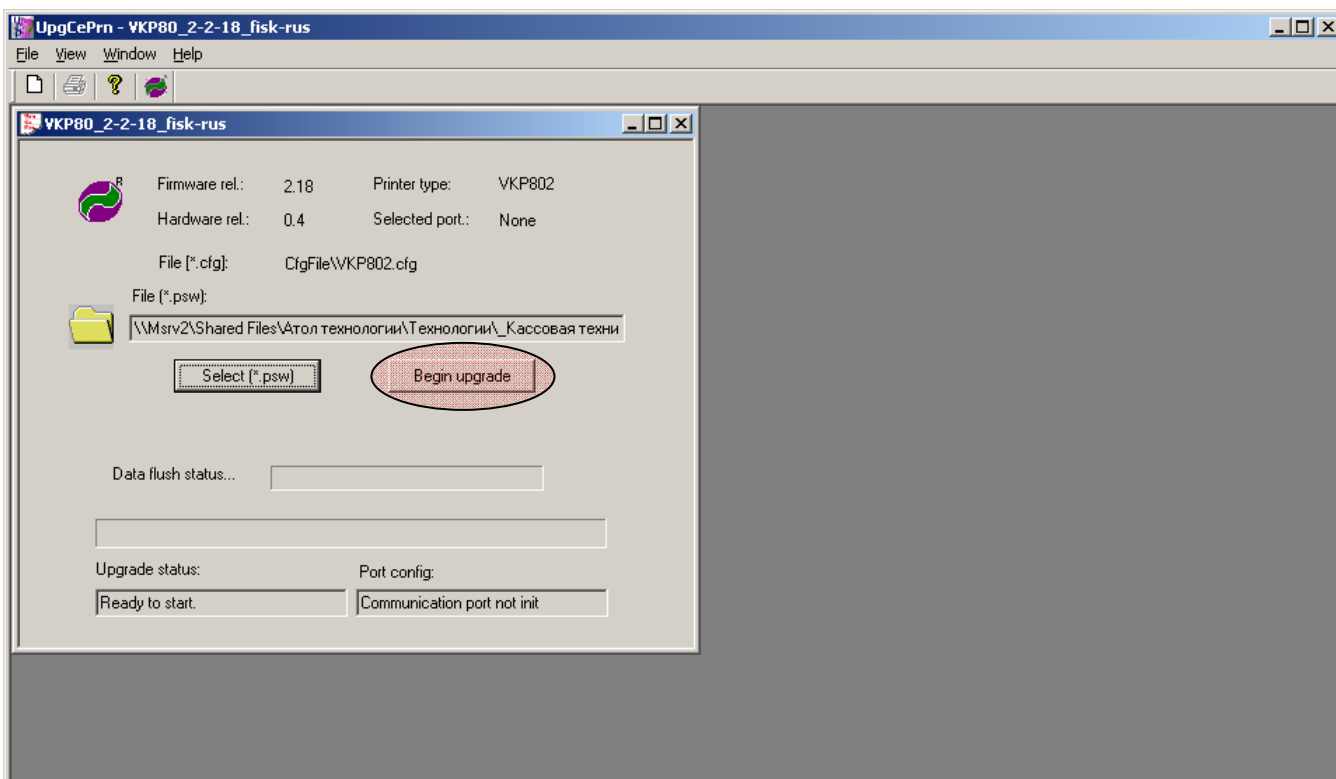 UpgCePrn - VKP80_2-2-18_fisk-rus
File View Window Help
VKP80_2-2-18_fisk-rus
R
Firmware rel.: 2.18 Printer type: VKP802
Hardware rel.: 0.4 Selected port.: None
File [*.cfg]: CfgFile\VKP802.cfg
File (*.psw):
\\Msrv2\Shared Files\Атол технологии\Технологии\_Кассовая техни
Select (*.psw) Begin upgrade
Data flush status...
Upgrade status: Port config:
Ready to start. Communication port not init